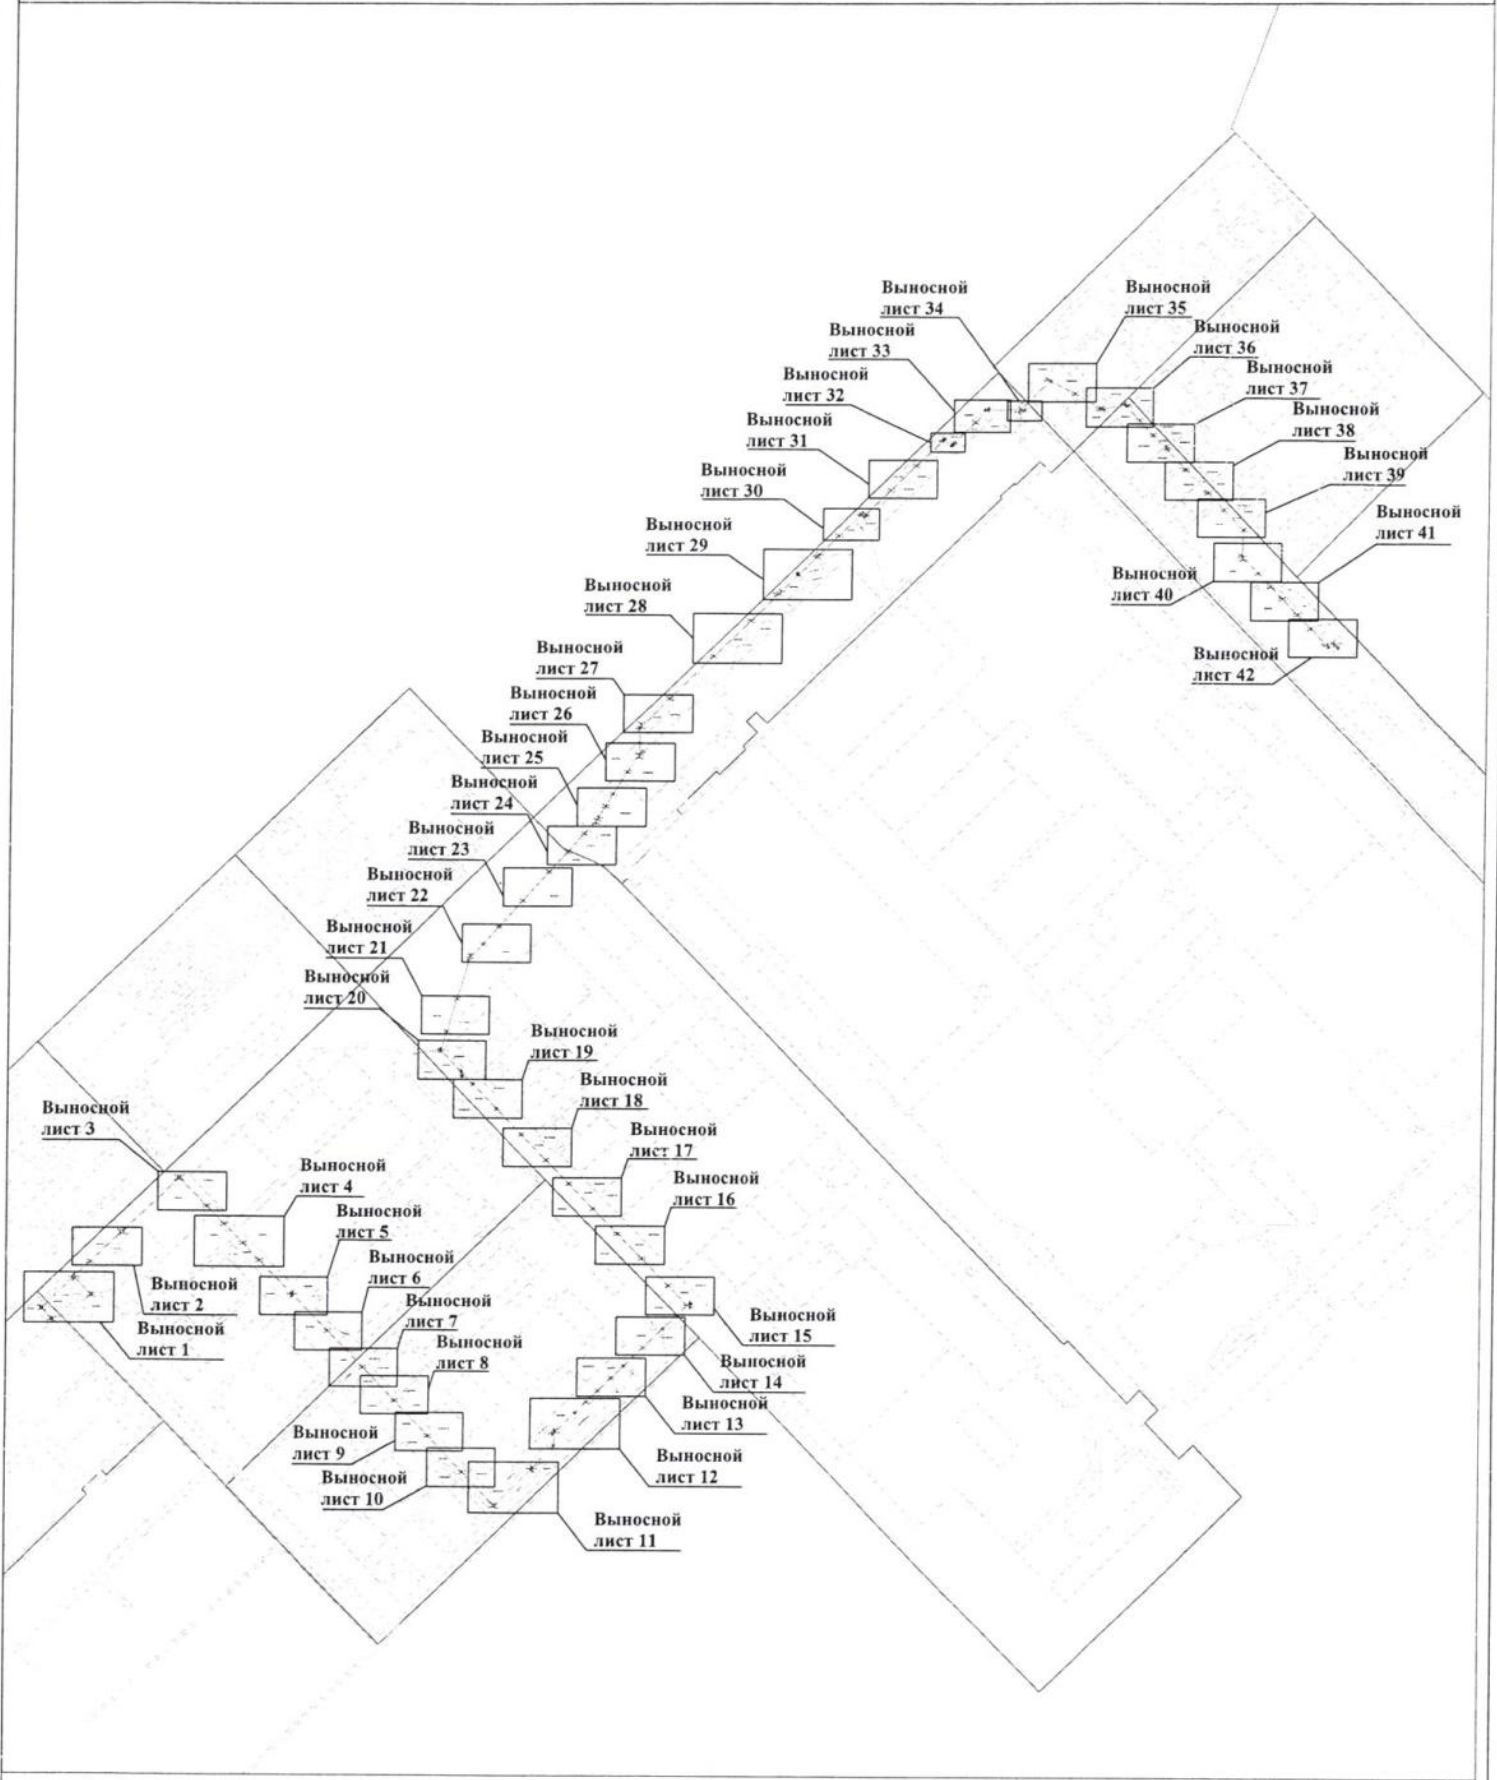 Выносной
лист 34
Выносной
лист 35
Выносной
лист 33
Выносной
лист 36
Выносной
лист 32
Выносной
лист 37
Выносной
лист 31
Выносной
лист 38
Выносной
лист 30
Выносной
лист 39
Выносной
лист 29
Выносной
лист 41
Выносной
лист 28
Выносной
лист 40
Выносной
лист 27
Выносной
лист 42
Выносной
лист 26
Выносной
лист 25
Выносной
лист 24
Выносной
лист 23
Выносной
лист 22
Выносной
лист 21
Выносной
лист 20
Выносной
лист 19
Выносной
лист 18
Выносной
лист 3
Выносной
лист 17
Выносной
лист 4
Выносной
лист 16
Выносной
лист 5
Выносной
лист 6
Выносной
лист 2
Выносной
лист 7
Выносной
лист 1
Выносной
лист 15
Выносной
лист 8
Выносной
лист 14
Выносной
лист 13
Выносной
лист 9
Выносной
лист 12
Выносной
лист 10
Выносной
лист 11